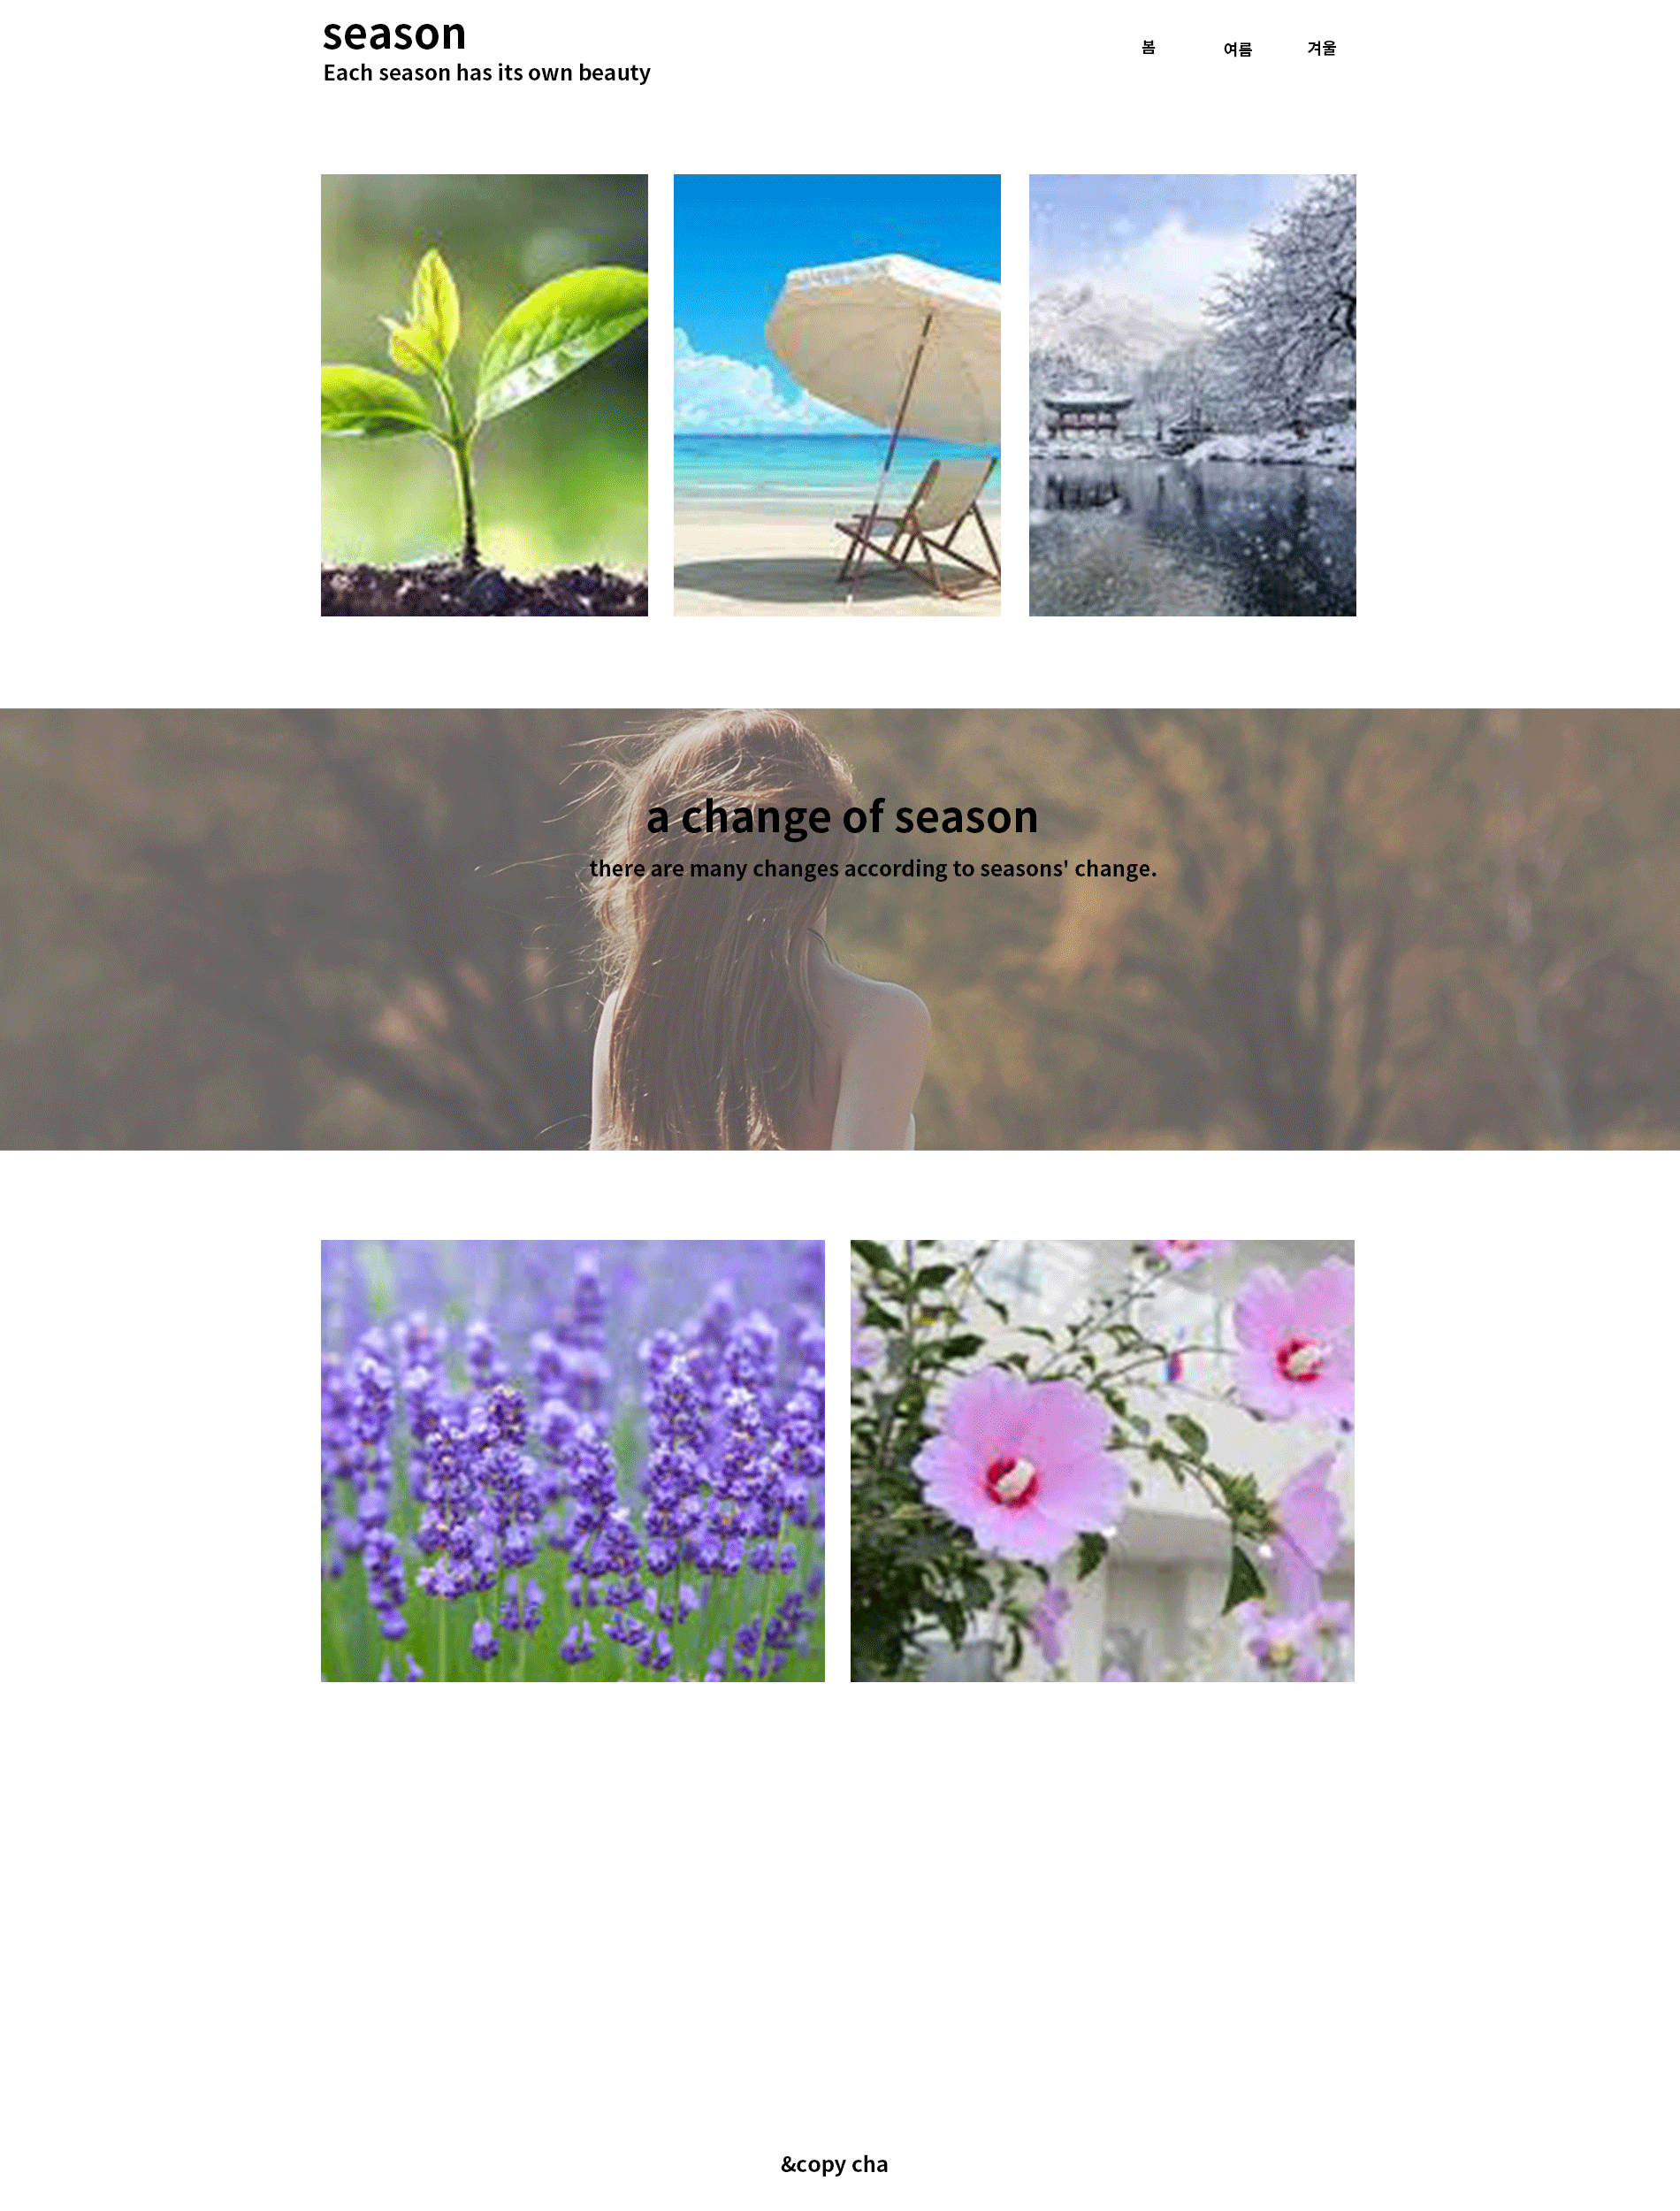 season
Each season has its own beauty
봄 여름 겨울
a change of season
there are many changes according to seasons' change.
&copy cha